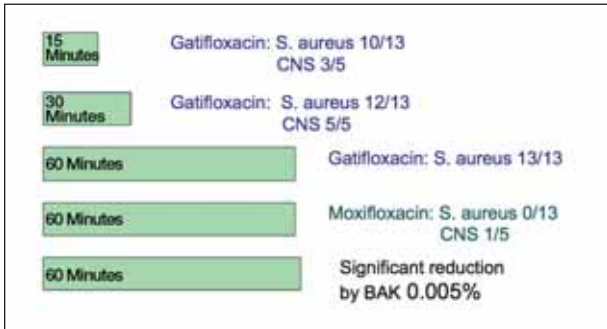 15
Minutes
Gatifloxacin: S. aureus 10/13
CNS 3/5
30
Minutes
Gatifloxacin: S. aureus 12/13
CNS 5/5
60 Minutes
Gatifloxacin: S. aureus 13/13
60 Minutes
Moxifloxacin: S. aureus 0/13
CNS 1/5
60 Minutes
Significant reduction
by BAK 0.005%